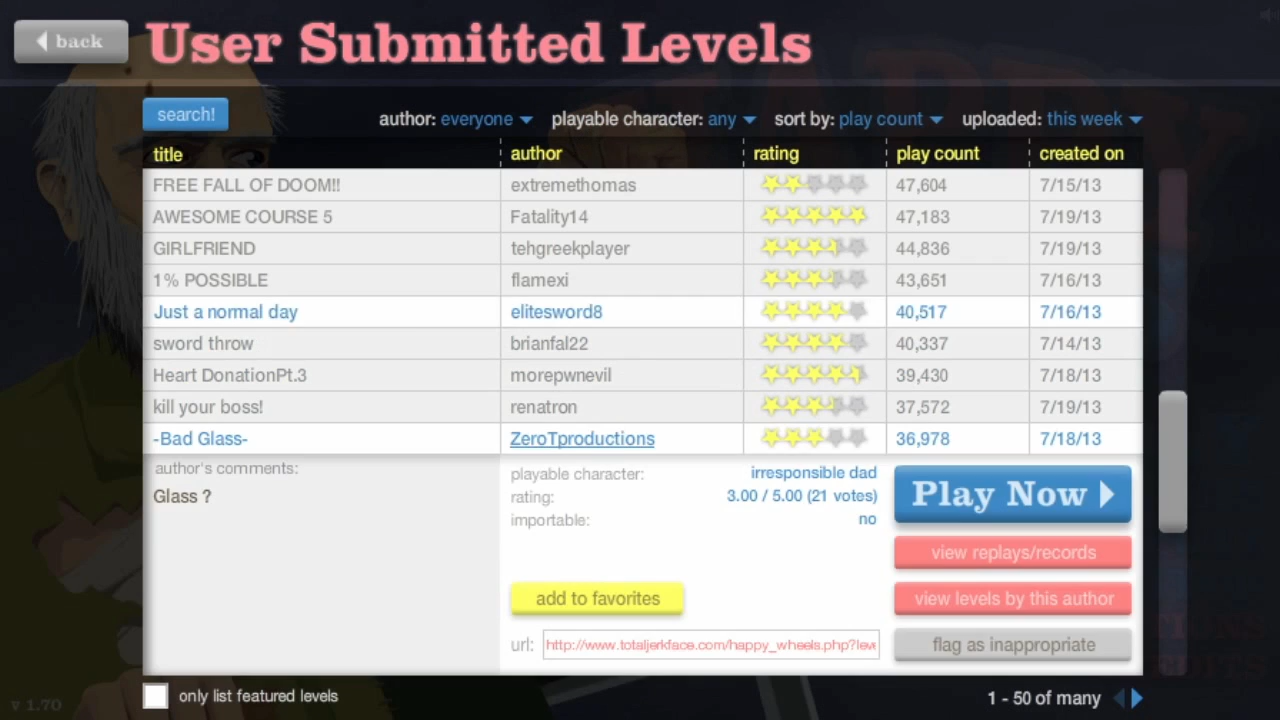 back
User Submitted Levels
search!
author: everyone playable character: any sort by: play count uploaded: this week
title author rating play count created on
FREE FALL OF DOOM!! extremethomas 47,604 7/15/13
AWESOME COURSE 5 Fatality14 47,183 7/19/13
GIRLFRIEND tehgreekplayer 44,836 7/19/13
1% POSSIBLE flamexi 43,651 7/16/13
Just a normal day elitesword8 40,517 7/16/13
sword throw brianfal22 40,337 7/14/13
Heart DonationPt.3 morepwnevil 39,430 7/18/13
kill your boss! renatron 37,572 7/19/13
-Bad Glass- ZeroTproductions 36,978 7/18/13
author's comments:
Glass ?
playable character: irresponsible dad
rating: 3.00 / 5.00 (21 votes)
importable: no
add to favorites
url: http://www.totaljerkface.com/happy_wheels.php?leve
Play Now
view replays/records
view levels by this author
flag as inappropriate
only list featured levels
1 - 50 of many
v 1.70